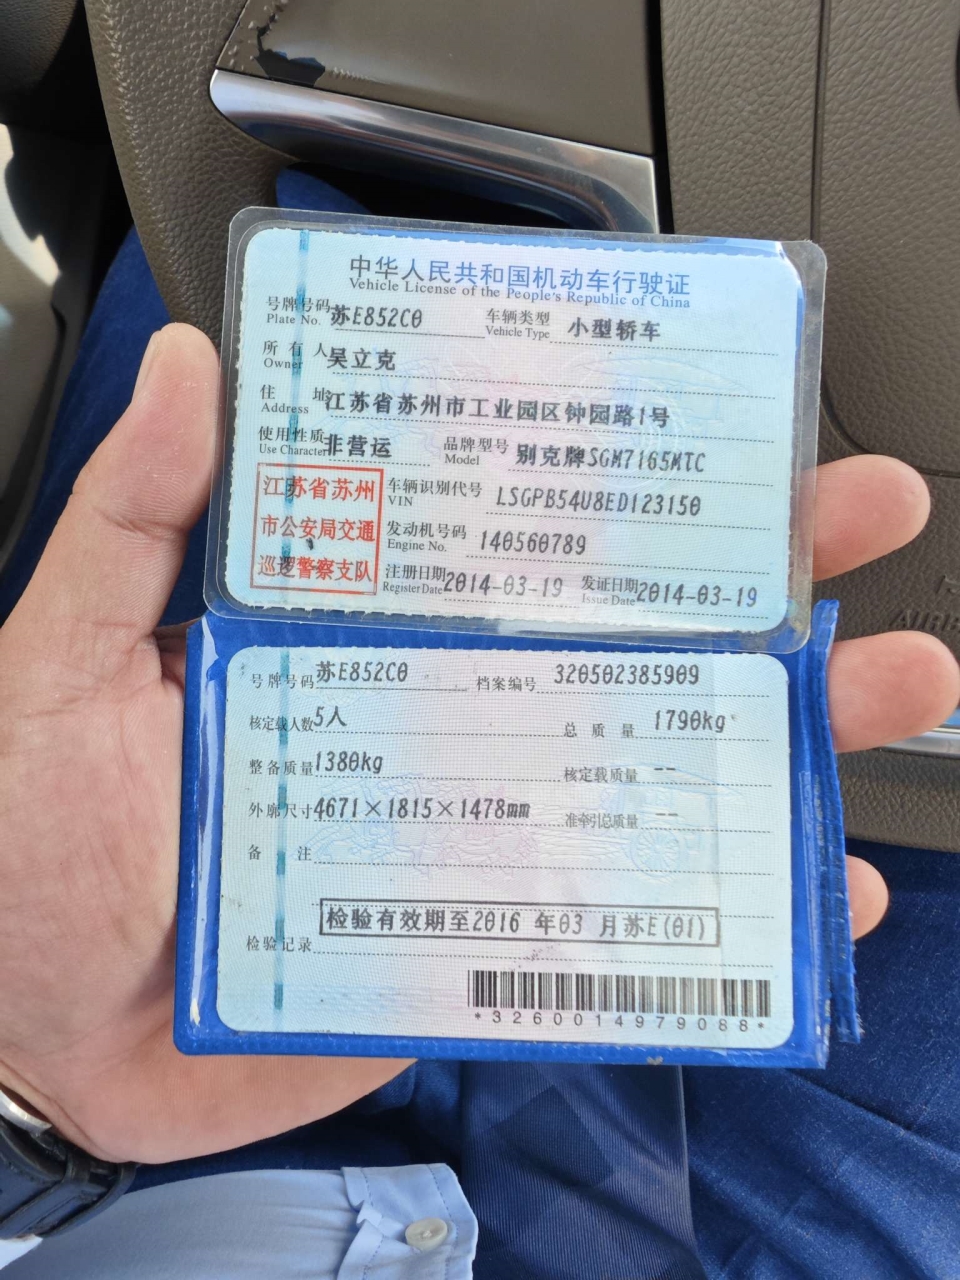 中华人民共和国机动车行驶证
Vehicle License of the People's Republic of China
号牌号码 苏E852C0 车辆类型 小型轿车
Plate No. Vehicle Type
所有人 吴立克
Owner
住址 江苏省苏州市工业园区钟园路1号
Address
使用性质 非营运 品牌型号 别克牌SGM7165MTC
Use Character Model
江苏省苏州
市公安局交通
巡逻警察支队
车辆识别代号 LSGPB54U8ED123150
VIN
发动机号码 140560789
Engine No.
注册日期 2014-03-19 发证日期 2014-03-19
Register Date Issue Date
号牌号码 苏E852C0 档案编号 320502385909
核定载人数 5人 总质量 1790kg
整备质量 1380kg 核定载质量 --
外廓尺寸 4671×1815×1478mm 准牵引总质量 --
备注
检验有效期至2016 年03 月苏E(01)
检验记录
*3260014979088*